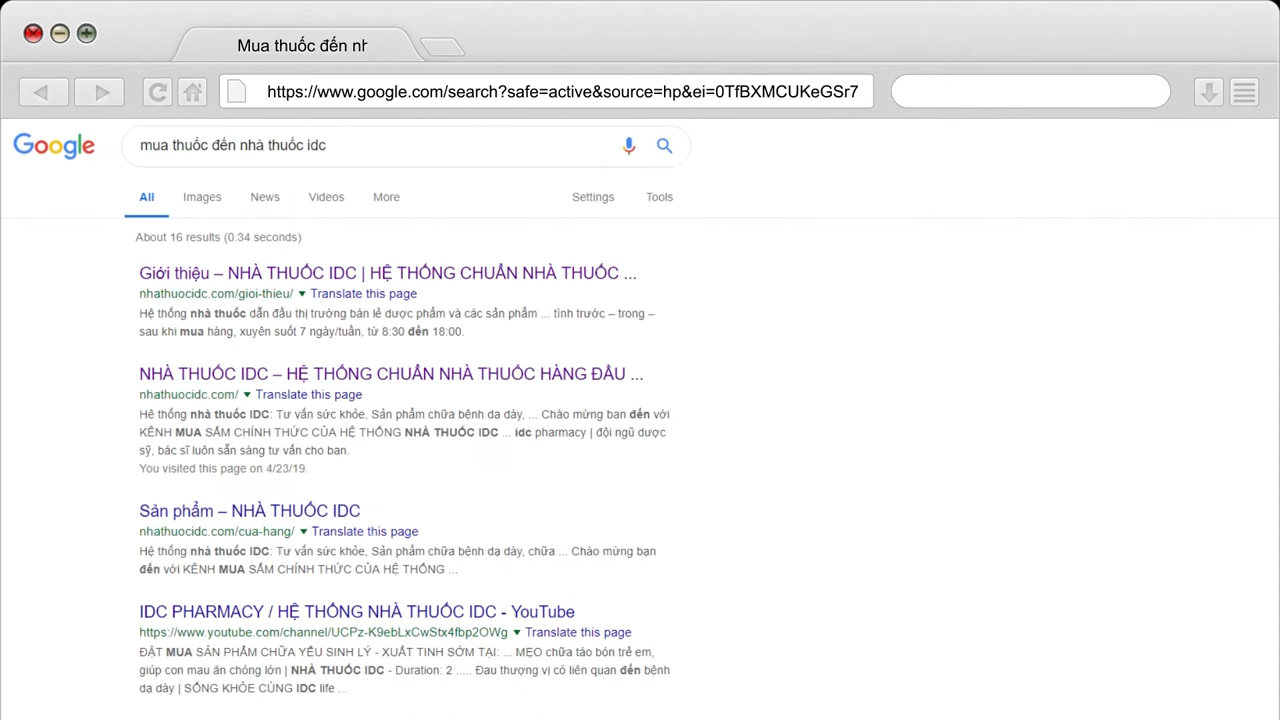 Mua thuốc đến nh
https://www.google.com/search?safe=active&source=hp&ei=0TfBXMCUKeGSr7
Google
mua thuốc đến nhà thuốc idc
All Images News Videos More Settings Tools
About 16 results (0.34 seconds)
Giới thiệu – NHÀ THUỐC IDC | HỆ THỐNG CHUẨN NHÀ THUỐC ...
nhathuocidc.com/gioi-thieu/ Translate this page
Hệ thống nhà thuốc dẫn đầu thị trường bán lẻ dược phẩm và các sản phẩm ... tình trước – trong –
sau khi mua hàng, xuyên suốt 7 ngày/tuần, từ 8:30 đến 18:00.
NHÀ THUỐC IDC – HỆ THỐNG CHUẨN NHÀ THUỐC HÀNG ĐẦU ...
nhathuocidc.com/ Translate this page
Hệ thống nhà thuốc IDC: Tư vấn sức khỏe, Sản phẩm chữa bệnh dạ dày, ... Chào mừng bạn đến với
KÊNH MUA SẮM CHÍNH THỨC CỦA HỆ THỐNG NHÀ THUỐC IDC ... idc pharmacy | đội ngũ dược
sỹ, bác sĩ luôn sẵn sàng tư vấn cho bạn.
You visited this page on 4/23/19.
Sản phẩm – NHÀ THUỐC IDC
nhathuocidc.com/cua-hang/ Translate this page
Hệ thống nhà thuốc IDC: Tư vấn sức khỏe, Sản phẩm chữa bệnh dạ dày, chữa ... Chào mừng bạn
đến với KÊNH MUA SẮM CHÍNH THỨC CỦA HỆ THỐNG ...
IDC PHARMACY / HỆ THỐNG NHÀ THUỐC IDC - YouTube
https://www.youtube.com/channel/UCPz-K9ebLxCwStx4fbp2OWg Translate this page
ĐẶT MUA SẢN PHẨM CHỮA YẾU SINH LÝ - XUẤT TINH SỚM TẠI: ... MẸO chữa táo bón trẻ em,
giúp con mau ăn chóng lớn | NHÀ THUỐC IDC - Duration: 2 ..... Đau thượng vị có liên quan đến bệnh
dạ dày | SỐNG KHỎE CÙNG IDC life ...